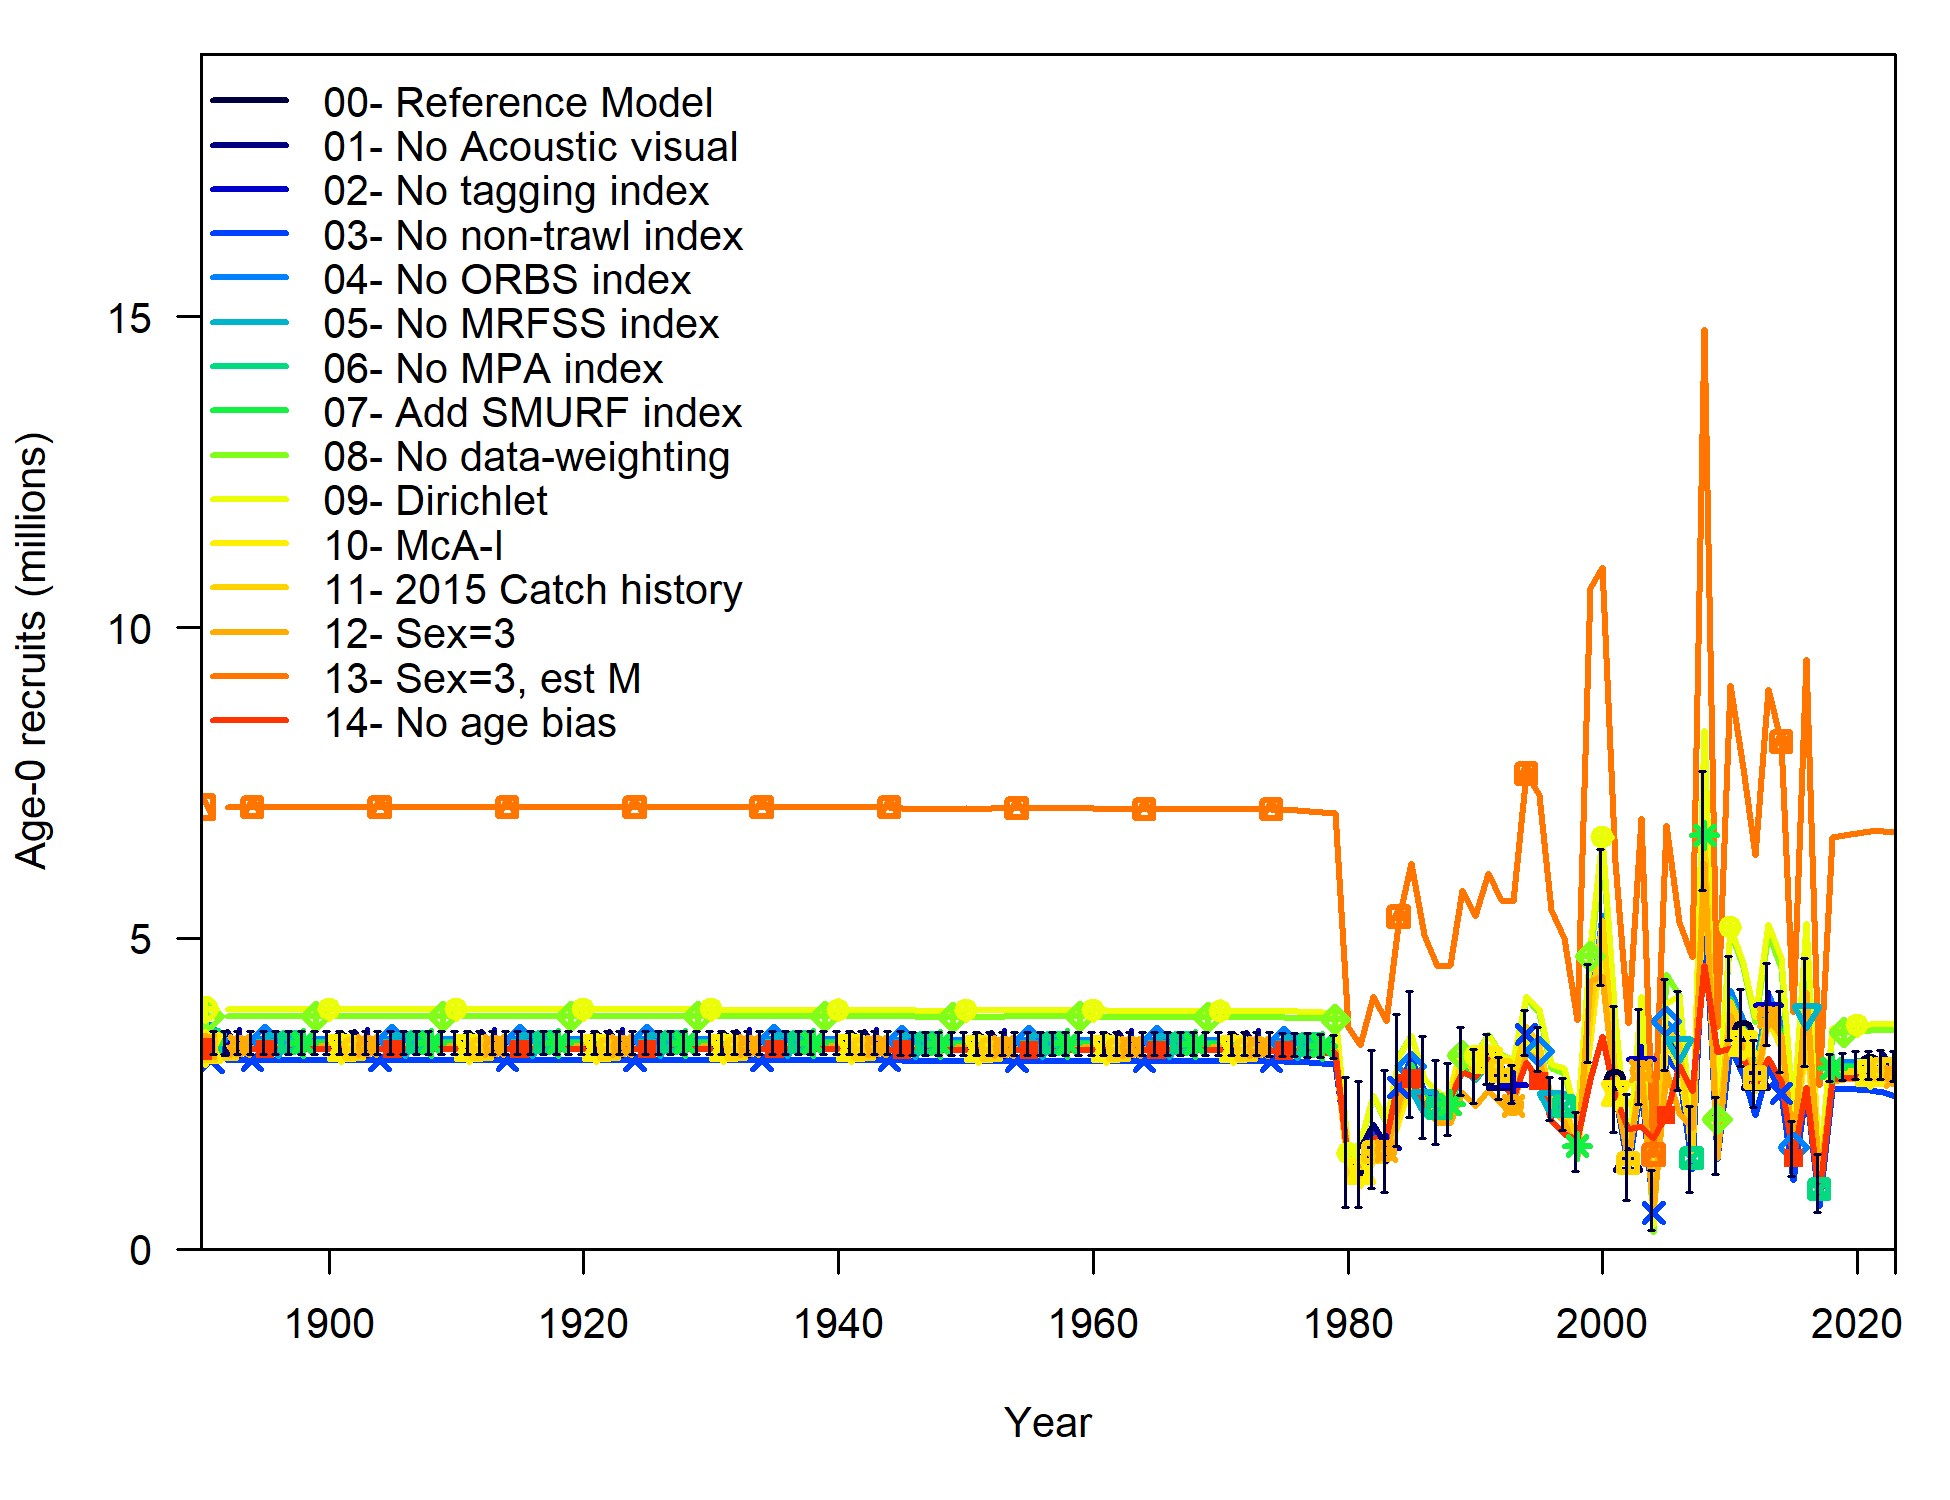 00- Reference Model
01- No Acoustic visual
02- No tagging index
03- No non-trawl index
04- No ORBS index
05- No MRFSS index
06- No MPA index
07- Add SMURF index
08- No data-weighting
09- Dirichlet
10- McA-I
11- 2015 Catch history
12- Sex=3
13- Sex=3, est M
14- No age bias
Age-0 recruits (millions)
15
10
5
0
1900 1920 1940 1960 1980 2000 2020
Year